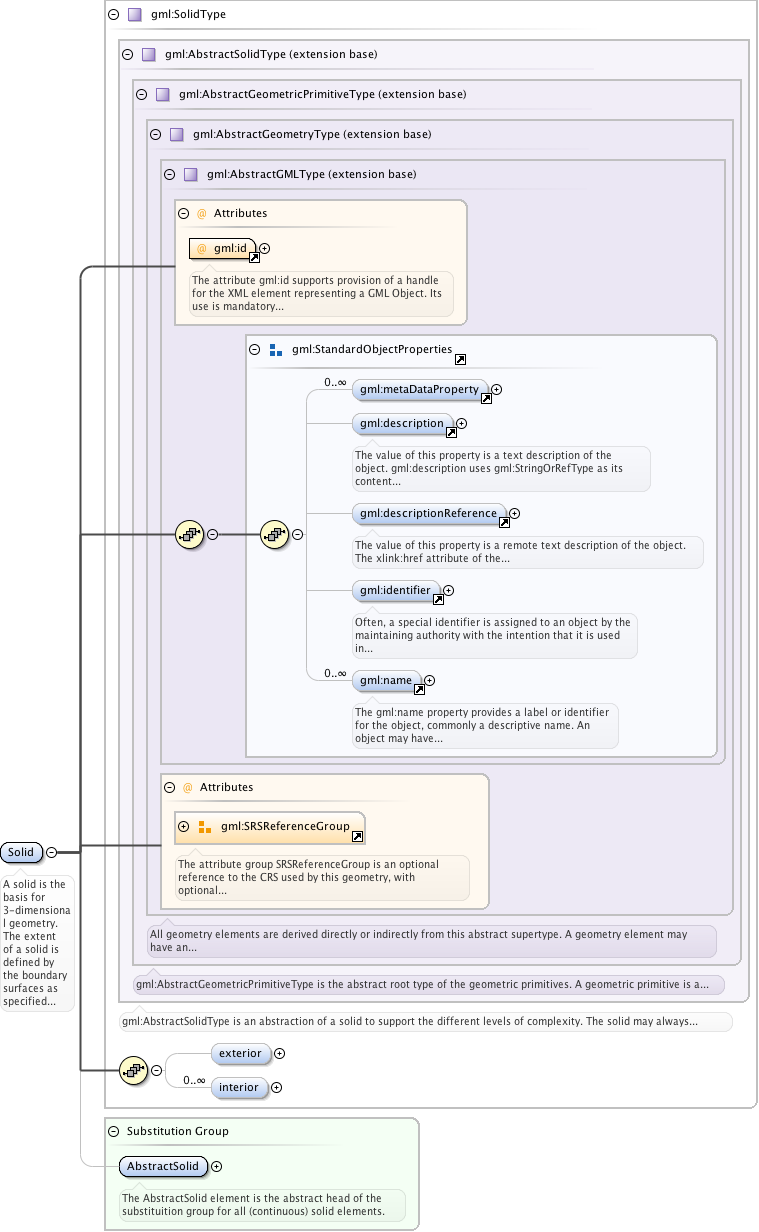 gml:SolidType
gml:AbstractSolidType (extension base)
gml:AbstractGeometricPrimitiveType (extension base)
gml:AbstractGeometryType (extension base)
gml:AbstractGMLType (extension base)
@ Attributes
@ gml:id
The attribute gml:id supports provision of a handle
for the XML element representing a GML Object. Its
use is mandatory...
gml:StandardObjectProperties
0..∞
gml:metaDataProperty
gml:description
The value of this property is a text description of the
object. gml:description uses gml:StringOrRefType as its
content...
gml:descriptionReference
The value of this property is a remote text description of the object.
The xlink:href attribute of the...
gml:identifier
Often, a special identifier is assigned to an object by the
maintaining authority with the intention that it is used
in...
0..∞
gml:name
The gml:name property provides a label or identifier
for the object, commonly a descriptive name. An
object may have...
@ Attributes
gml:SRSReferenceGroup
The attribute group SRSReferenceGroup is an optional
reference to the CRS used by this geometry, with
optional...
Solid
A solid is the
basis for
3-dimensiona
l geometry.
The extent
of a solid is
defined by
the boundary
surfaces as
specified...
All geometry elements are derived directly or indirectly from this abstract supertype. A geometry element may
have an...
gml:AbstractGeometricPrimitiveType is the abstract root type of the geometric primitives. A geometric primitive is a...
gml:AbstractSolidType is an abstraction of a solid to support the different levels of complexity. The solid may always...
exterior
0..∞
interior
Substitution Group
AbstractSolid
The AbstractSolid element is the abstract head of the
substituition group for all (continuous) solid elements.